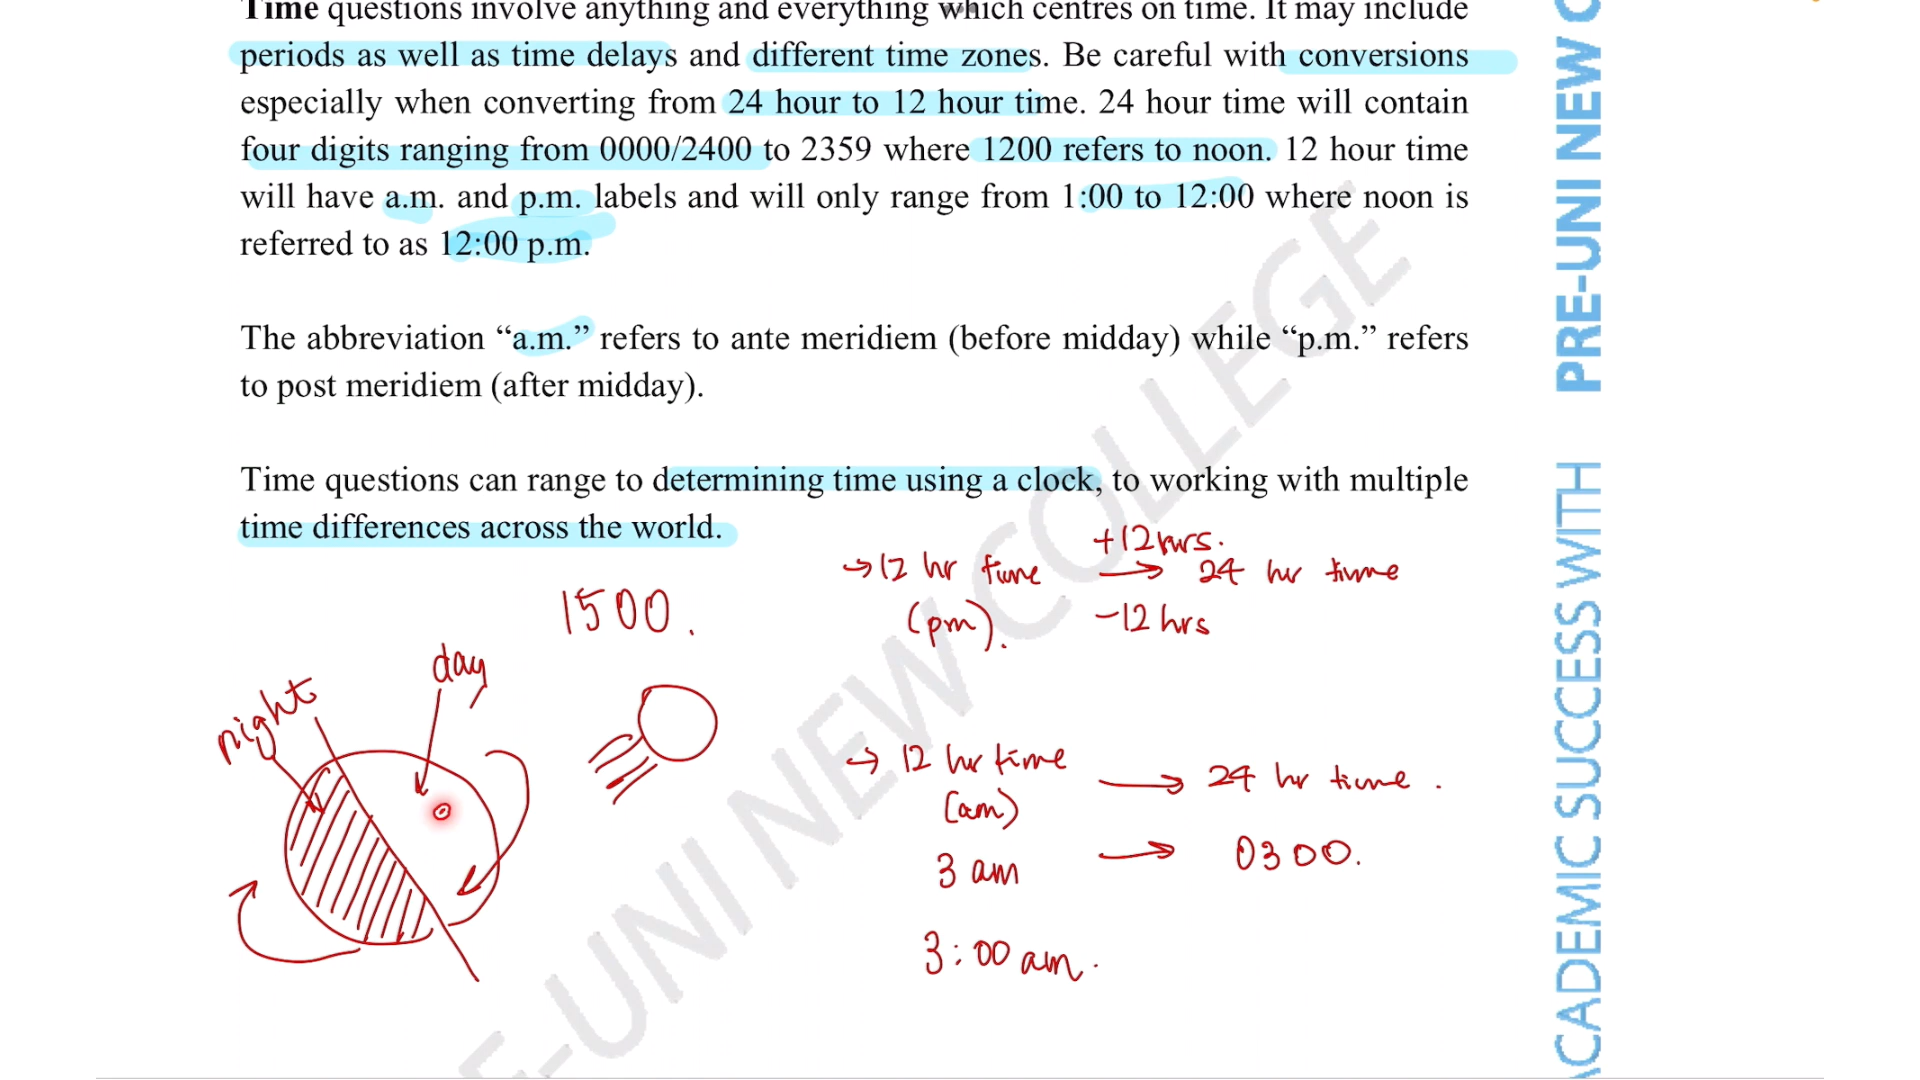 Time questions involve anything and everything which centres on time. It may include
periods as well as time delays and different time zones. Be careful with conversions
especially when converting from 24 hour to 12 hour time. 24 hour time will contain
four digits ranging from 0000/2400 to 2359 where 1200 refers to noon. 12 hour time
will have a.m. and p.m. labels and will only range from 1:00 to 12:00 where noon is
referred to as 12:00 p.m.
The abbreviation “a.m.” refers to ante meridiem (before midday) while “p.m.” refers
to post meridiem (after midday).
Time questions can range to determining time using a clock, to working with multiple
time differences across the world.
+12hrs.
→12 hr time → 24 hr time
(pm). -12 hrs
1500.
day
night
→ 12 hr time → 24 hr time.
(am)
3 am → 0300.
3:00 am.
E-UNI NEW COLLEGE
ACADEMIC SUCCESS WITH PRE-UNI NEW C